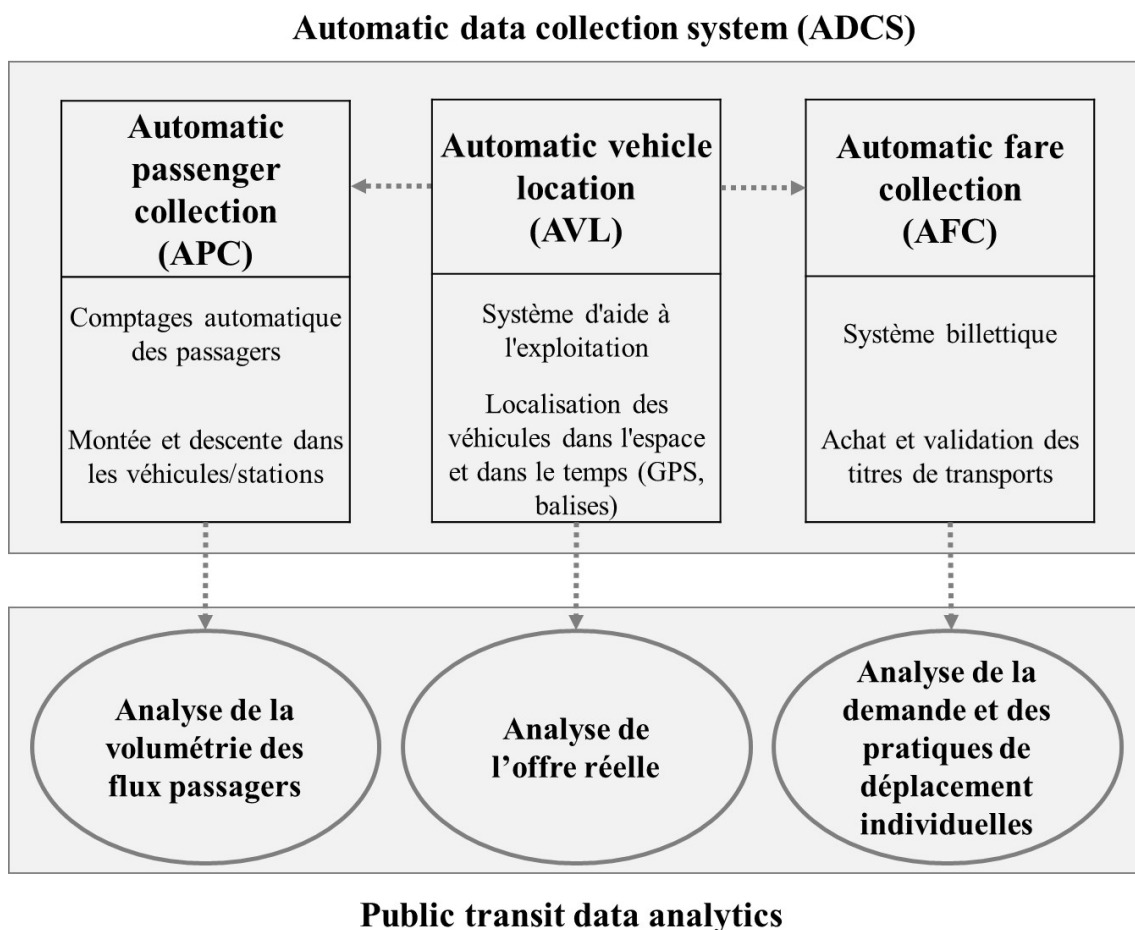 Automatic data collection system (ADCS)
Automatic
passenger
collection
(APC)
Comptages automatique
des passagers
Montée et descente dans
les véhicules/stations
Automatic vehicle
location
(AVL)
Système d'aide à
l'exploitation
Localisation des
véhicules dans l'espace
et dans le temps (GPS,
balises)
Automatic fare
collection
(AFC)
Système billettique
Achat et validation des
titres de transports
Analyse de la
volumétrie des
flux passagers
Analyse de
l’offre réelle
Analyse de la
demande et des
pratiques de
déplacement
individuelles
Public transit data analytics